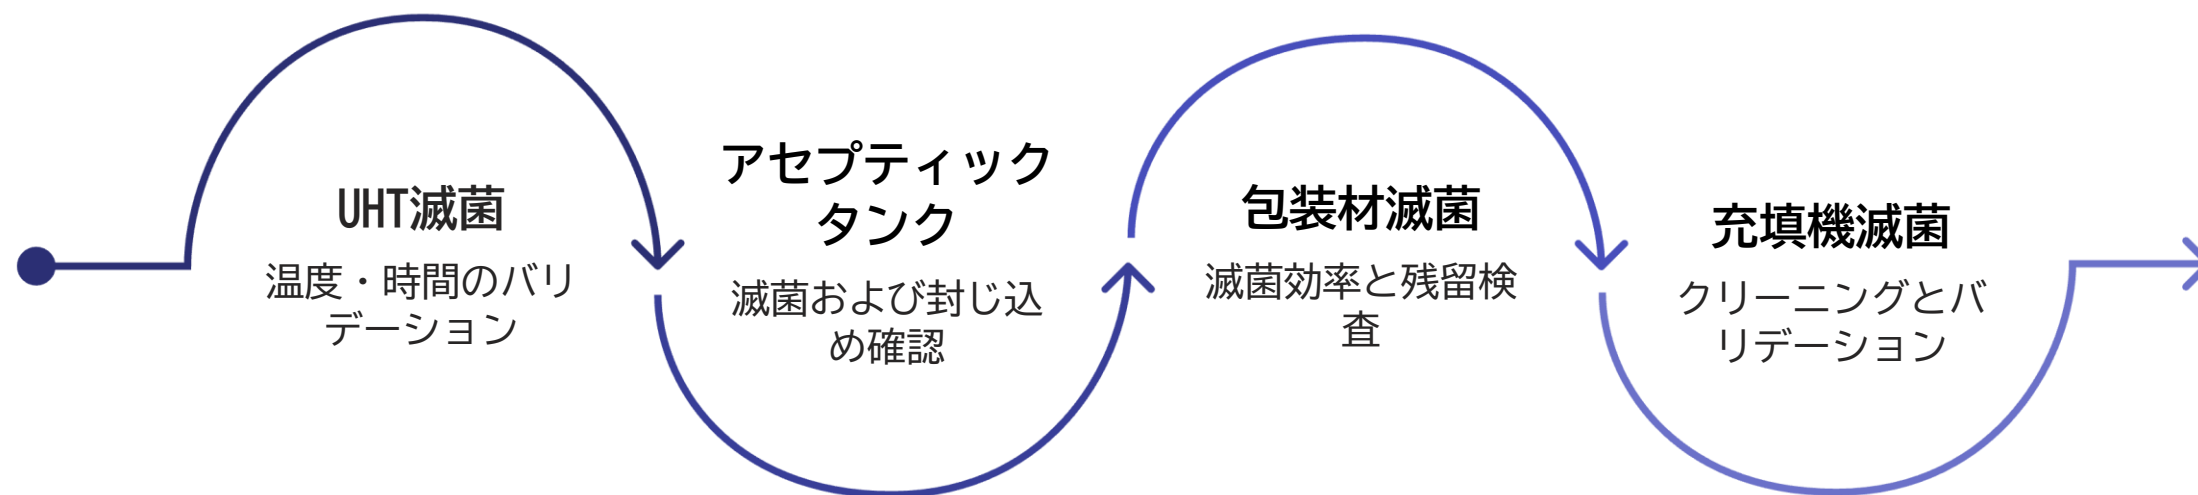 UHT滅菌
温度・時間のバリ
デーション
アセプティック
タンク
滅菌および封じ込
め確認
包装材滅菌
滅菌効率と残留検
査
充填機滅菌
クリーニングとバ
リデーション